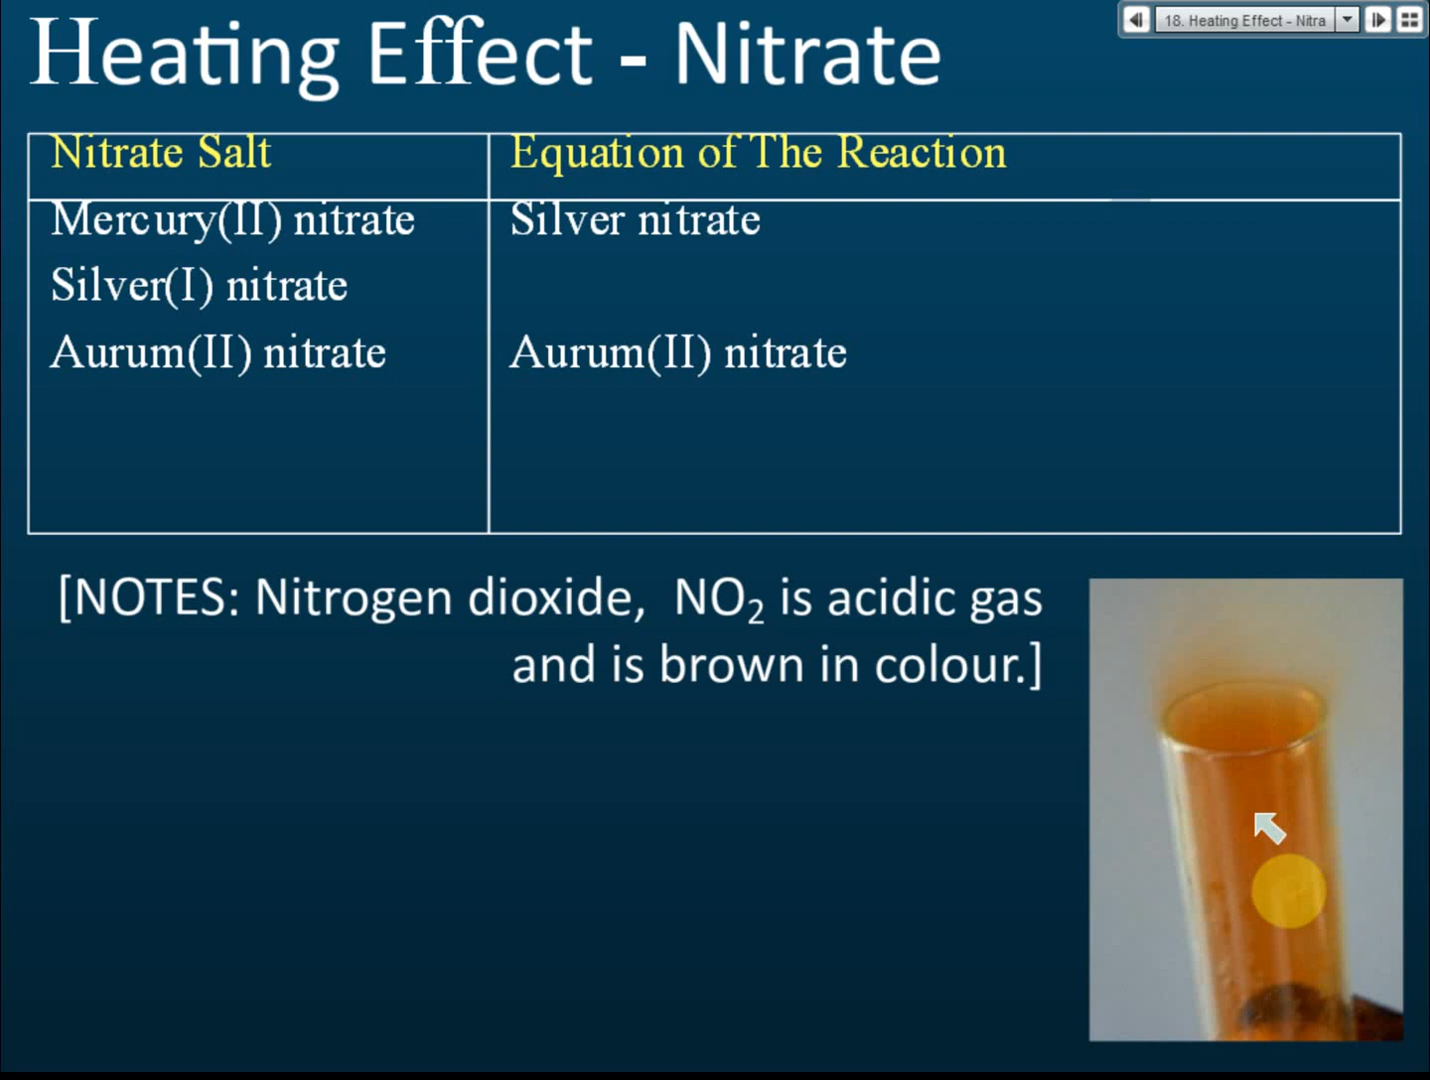 Heating Effect - Nitrate
18. Heating Effect - Nitra
Nitrate Salt
Equation of The Reaction
Mercury(II) nitrate
Silver nitrate
Silver(I) nitrate
Aurum(II) nitrate
Aurum(II) nitrate
[NOTES: Nitrogen dioxide, NO₂ is acidic gas
and is brown in colour.]